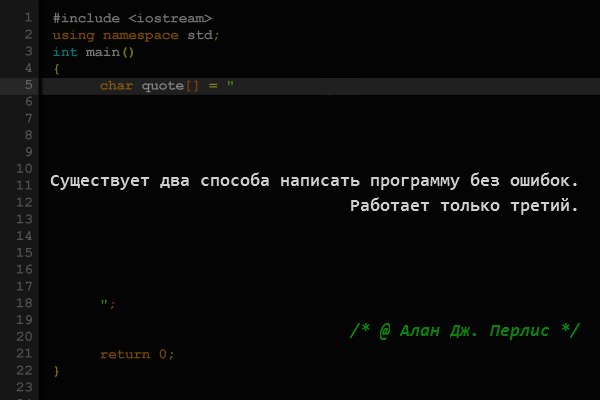 1 #include <iostream>
2 using namespace std;
3 int main()
4 {
5 char quote[] = "
6
7
8
9
10
11 Существует два способа написать программу без ошибок.
12 Работает только третий.
13
14
15
16
17
18 ";
19
20 /* @ Алан Дж. Перлис */
21 return 0;
22 }
23